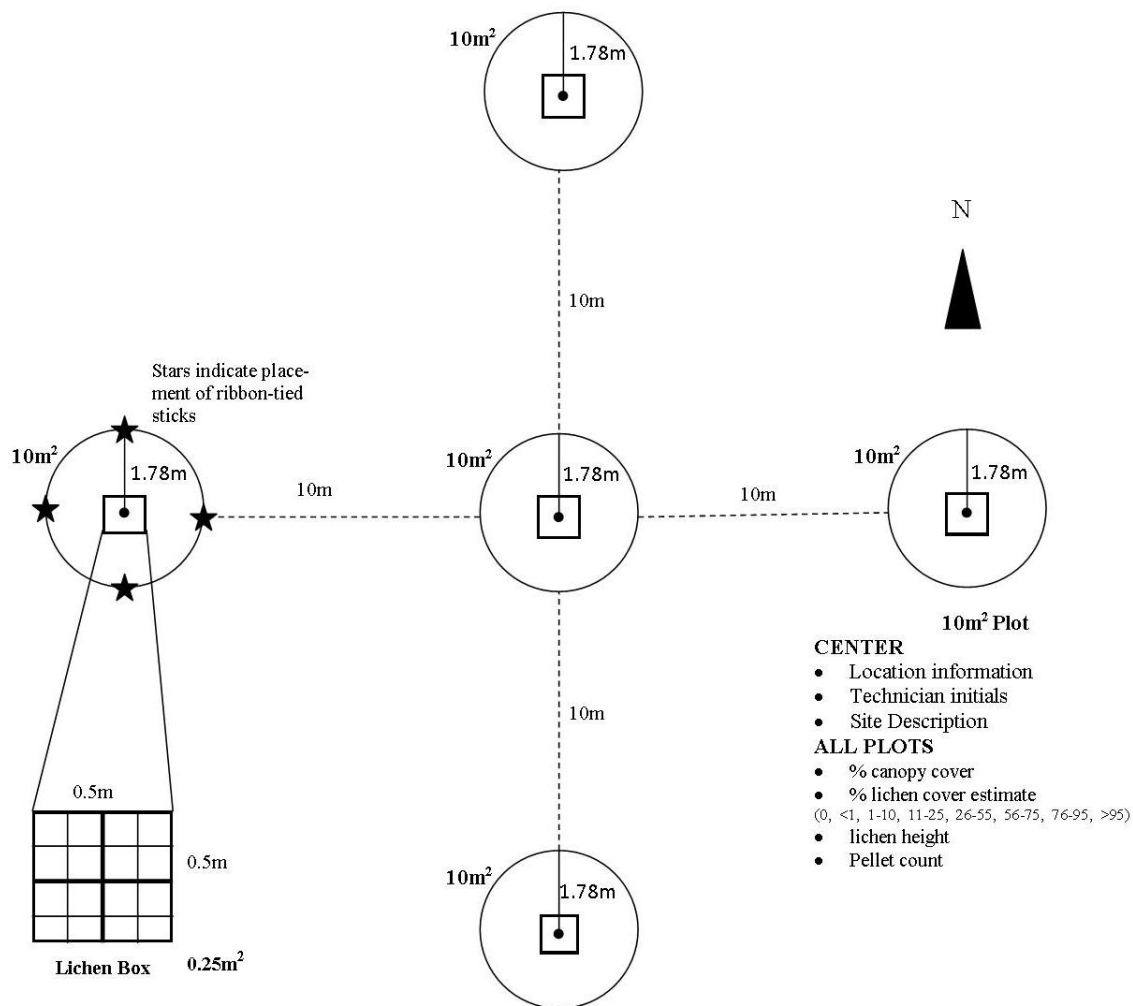 10m²
1.78m
N
10m
Stars indicate place-
ment of ribbon-tied
sticks
10m²
1.78m
10m
10m²
1.78m
10m
10m²
1.78m
10m² Plot
CENTER
• Location information
• Technician initials
• Site Description
ALL PLOTS
• % canopy cover
• % lichen cover estimate
(0, <1, 1-10, 11-25, 26-55, 56-75, 76-95, >95)
• lichen height
• Pellet count
10m
0.5m
0.5m
Lichen Box
0.25m²
10m²
1.78m